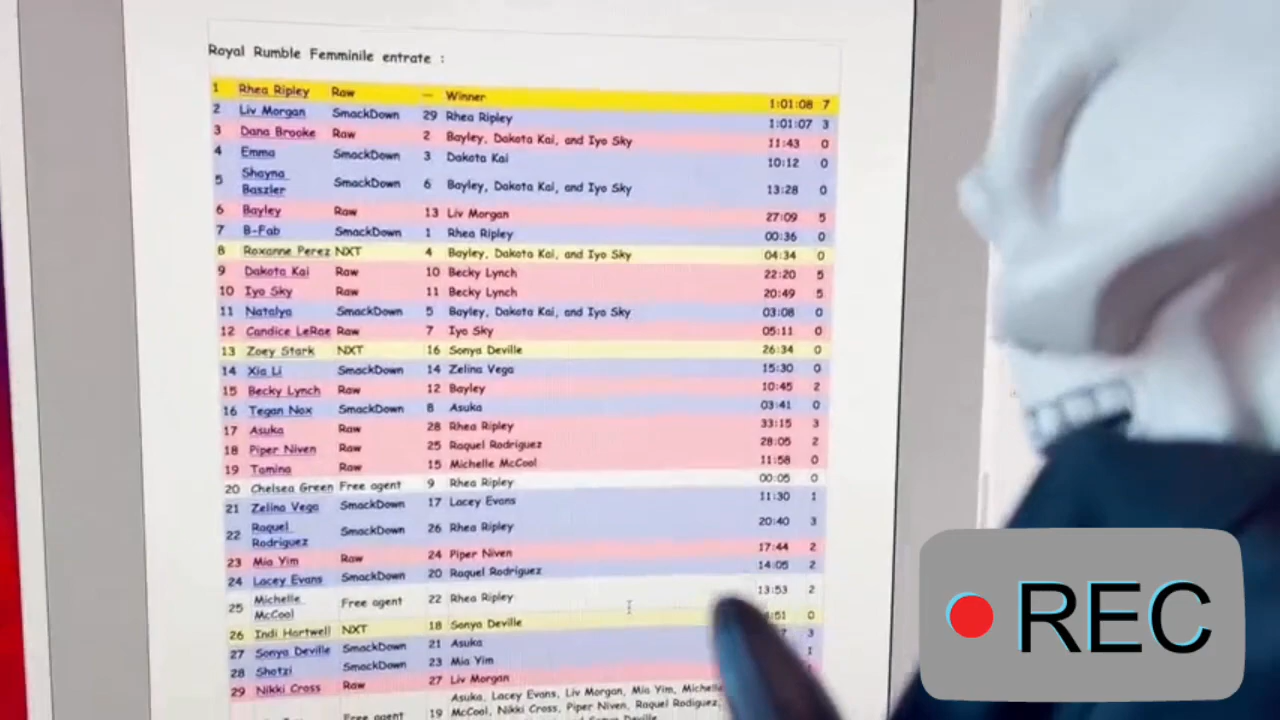 Royal Rumble Femminile entrate :
1 Rhea Ripley Raw — Winner 1:01:08 7
2 Liv Morgan SmackDown 29 Rhea Ripley 1:01:07 3
3 Dana Brooke Raw 2 Bayley, Dakota Kai, and Iyo Sky 11:43 0
4 Emma SmackDown 3 Dakota Kai 10:12 0
5 Shayna Baszler SmackDown 6 Bayley, Dakota Kai, and Iyo Sky 13:28 0
6 Bayley Raw 13 Liv Morgan 27:09 5
7 B-Fab SmackDown 1 Rhea Ripley 00:36 0
8 Roxanne Perez NXT 4 Bayley, Dakota Kai, and Iyo Sky 04:34 0
9 Dakota Kai Raw 10 Becky Lynch 22:20 5
10 Iyo Sky Raw 11 Becky Lynch 20:49 5
11 Natalya SmackDown 5 Bayley, Dakota Kai, and Iyo Sky 03:08 0
12 Candice LeRae Raw 7 Iyo Sky 05:11 0
13 Zoey Stark NXT 16 Sonya Deville 26:34 0
14 Xia Li SmackDown 14 Zelina Vega 15:30 0
15 Becky Lynch Raw 12 Bayley 10:45 2
16 Tegan Nox SmackDown 8 Asuka 03:41 0
17 Asuka Raw 28 Rhea Ripley 33:15 3
18 Piper Niven Raw 25 Raquel Rodriguez 28:05 2
19 Tamina Raw 15 Michelle McCool 11:58 0
20 Chelsea Green Free agent 9 Rhea Ripley 00:05 0
21 Zelina Vega SmackDown 17 Lacey Evans 11:30 1
22 Raquel Rodriguez SmackDown 26 Rhea Ripley 20:40 3
23 Mia Yim Raw 24 Piper Niven 17:44 2
24 Lacey Evans SmackDown 20 Raquel Rodriguez 14:05 2
25 Michelle McCool Free agent 22 Rhea Ripley 13:53 2
26 Indi Hartwell NXT 18 Sonya Deville :51 0
27 Sonya Deville SmackDown 21 Asuka 3
28 Shotzi SmackDown 23 Mia Yim 1
29 Nikki Cross Raw 27 Liv Morgan
Asuka, Lacey Evans, Liv Morgan, Mia Yim, Michelle
Free agent 19 McCool, Nikki Cross, Piper Niven, Raquel Rodiguez,
Sonya Deville
REC